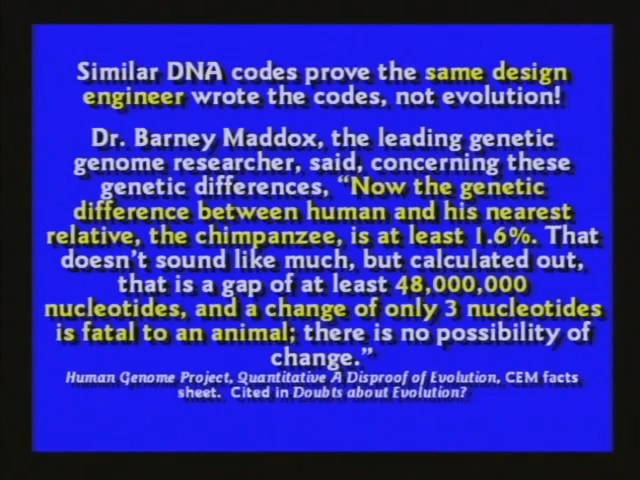 Similar DNA codes prove the same design
engineer wrote the codes, not evolution!
Dr. Barney Maddox, the leading genetic
genome researcher, said, concerning these
genetic differences, “Now the genetic
difference between human and his nearest
relative, the chimpanzee, is at least 1.6%. That
doesn’t sound like much, but calculated out,
that is a gap of at least 48,000,000
nucleotides, and a change of only 3 nucleotides
is fatal to an animal; there is no possibility of
change.”
Human Genome Project, Quantitative A Disproof of Evolution, CEM facts
sheet. Cited in Doubts about Evolution?